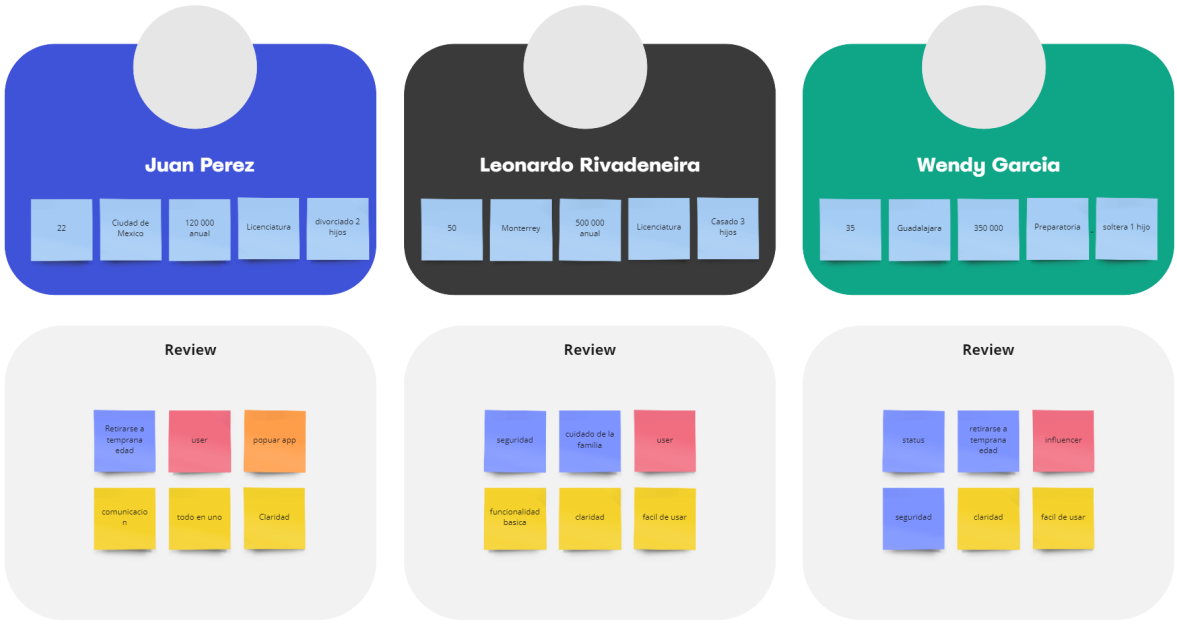 Juan Perez
22
Ciudad de
Mexico
120 000
anual
Licenciatura
divorciado 2
hijos
Leonardo Rivadeneira
50
Monterrey
500 000
anual
Licenciatura
Casado 3
hijos
Wendy Garcia
35
Guadalajara
350 000
Preparatoria
soltera 1 hijo
Review
Retirarse a
temprana
edad
user
popuar app
comunicacio
n
todo en uno
Claridad
Review
seguridad
cuidado de la
familia
user
funcionalidad
basica
claridad
facil de usar
Review
status
retirarse a
temprana
edad
influencer
seguridad
claridad
facil de usar